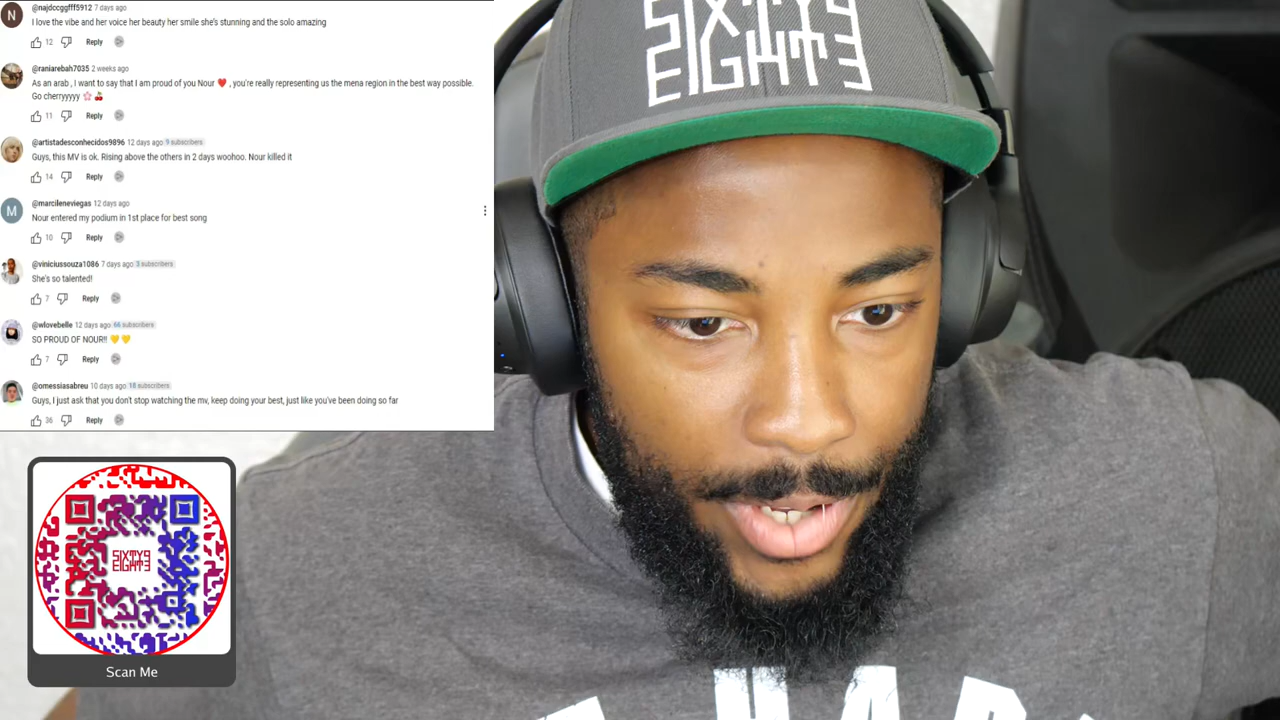 N
@najdccggfff5912 7 days ago
I love the vibe and her voice her beauty her smile she's stunning and the solo amazing
12 Reply
@raniarebah7035 2 weeks ago
As an arab , I want to say that I am proud of you Nour ❤️ , you're really representing us the mena region in the best way possible.
Go cherryyyyy 🌸 🍒
11 Reply
@artistadesconhecidos9896 12 days ago 9 subscribers
Guys, this MV is ok. Rising above the others in 2 days woohoo. Nour killed it
14 Reply
M
@marcileneviegas 12 days ago
Nour entered my podium in 1st place for best song
10 Reply
@viniciussouza1086 7 days ago 3 subscribers
She's so talented!
7 Reply
@wlovebelle 12 days ago 66 subscribers
SO PROUD OF NOUR!! 💛 💛
7 Reply
@omessiasabreu 10 days ago 18 subscribers
Guys, I just ask that you don't stop watching the mv, keep doing your best, just like you've been doing so far
36 Reply
SIXTY
EIGHT
SIXTY
EIGHT
Scan Me